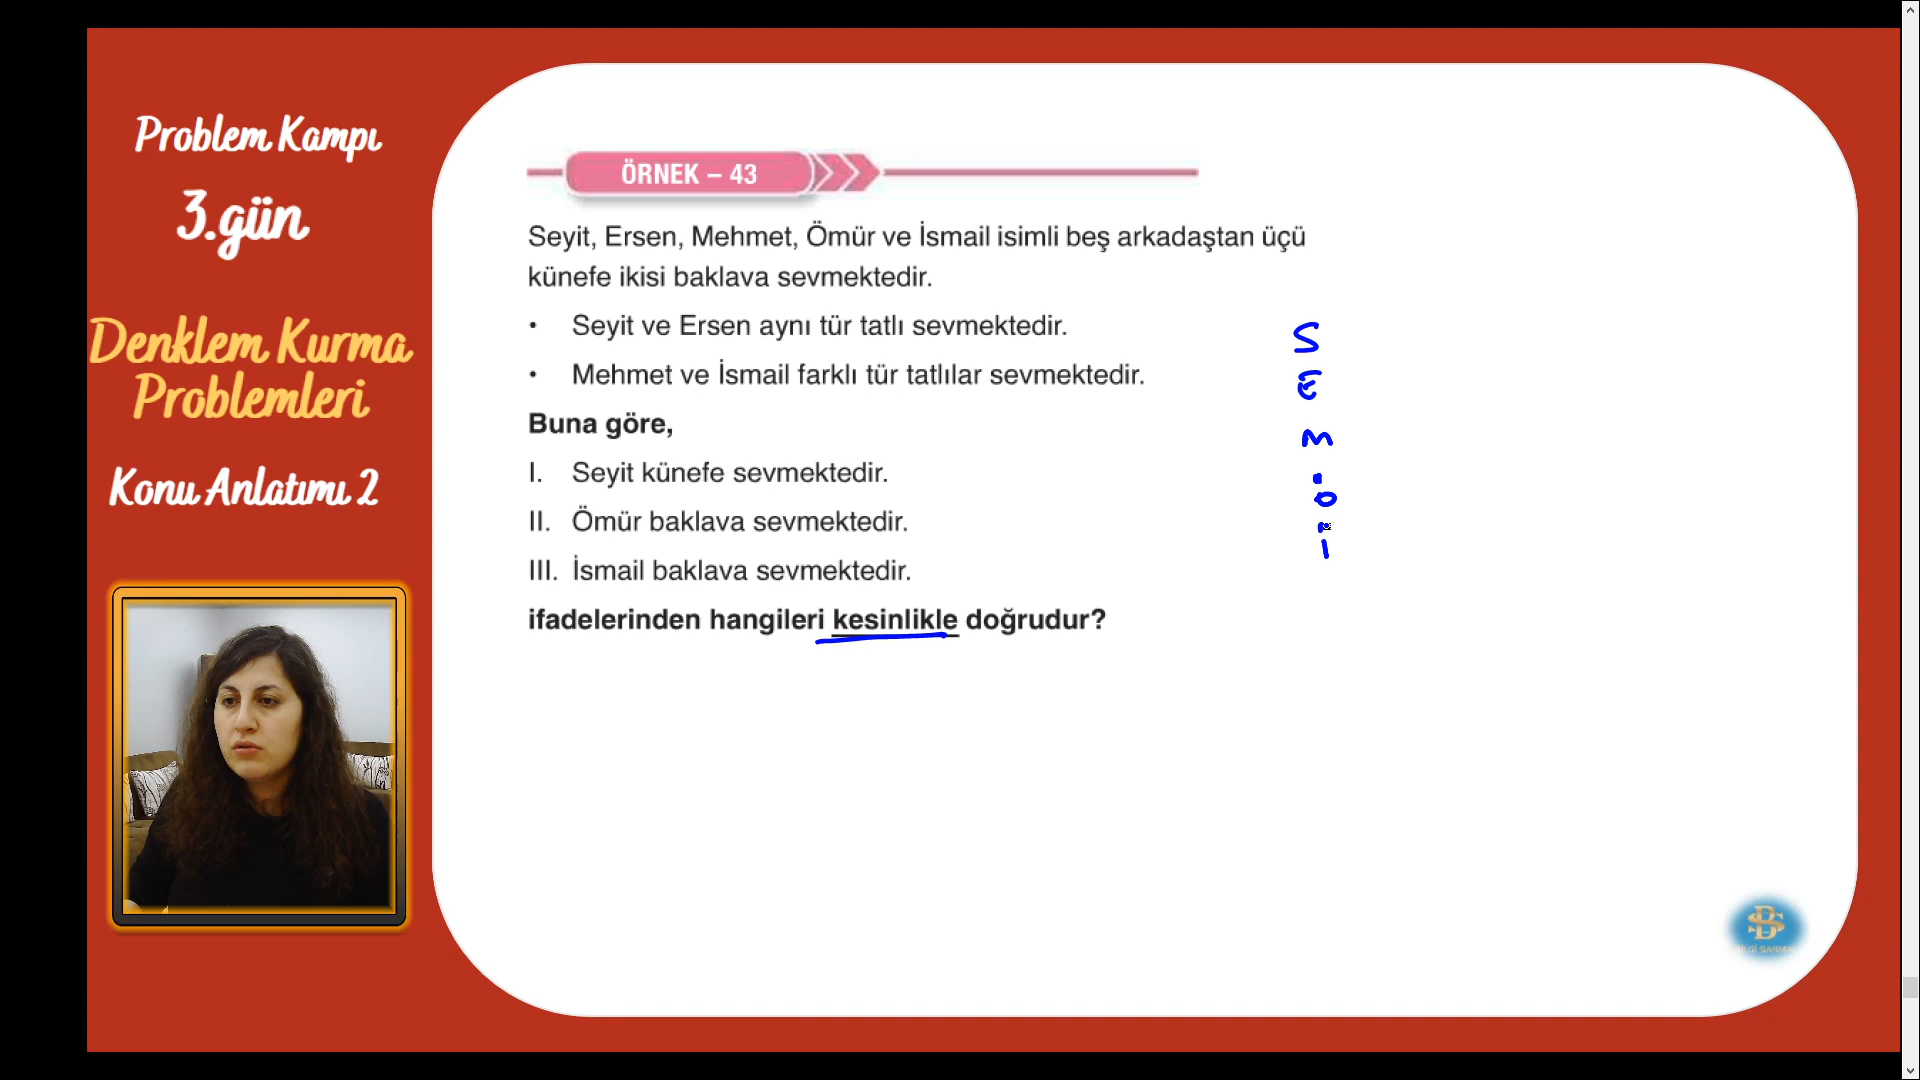 Problem Kampı
3.gün
Denklem Kurma
Problemleri
Konu Anlatımı 2
ÖRNEK – 43
Seyit, Ersen, Mehmet, Ömür ve İsmail isimli beş arkadaştan üçü
künefe ikisi baklava sevmektedir.
• Seyit ve Ersen aynı tür tatlı sevmektedir.
• Mehmet ve İsmail farklı tür tatlılar sevmektedir.
Buna göre,
I. Seyit künefe sevmektedir.
II. Ömür baklava sevmektedir.
III. İsmail baklava sevmektedir.
ifadelerinden hangileri kesinlikle doğrudur?
S
E
M
Ö
İ